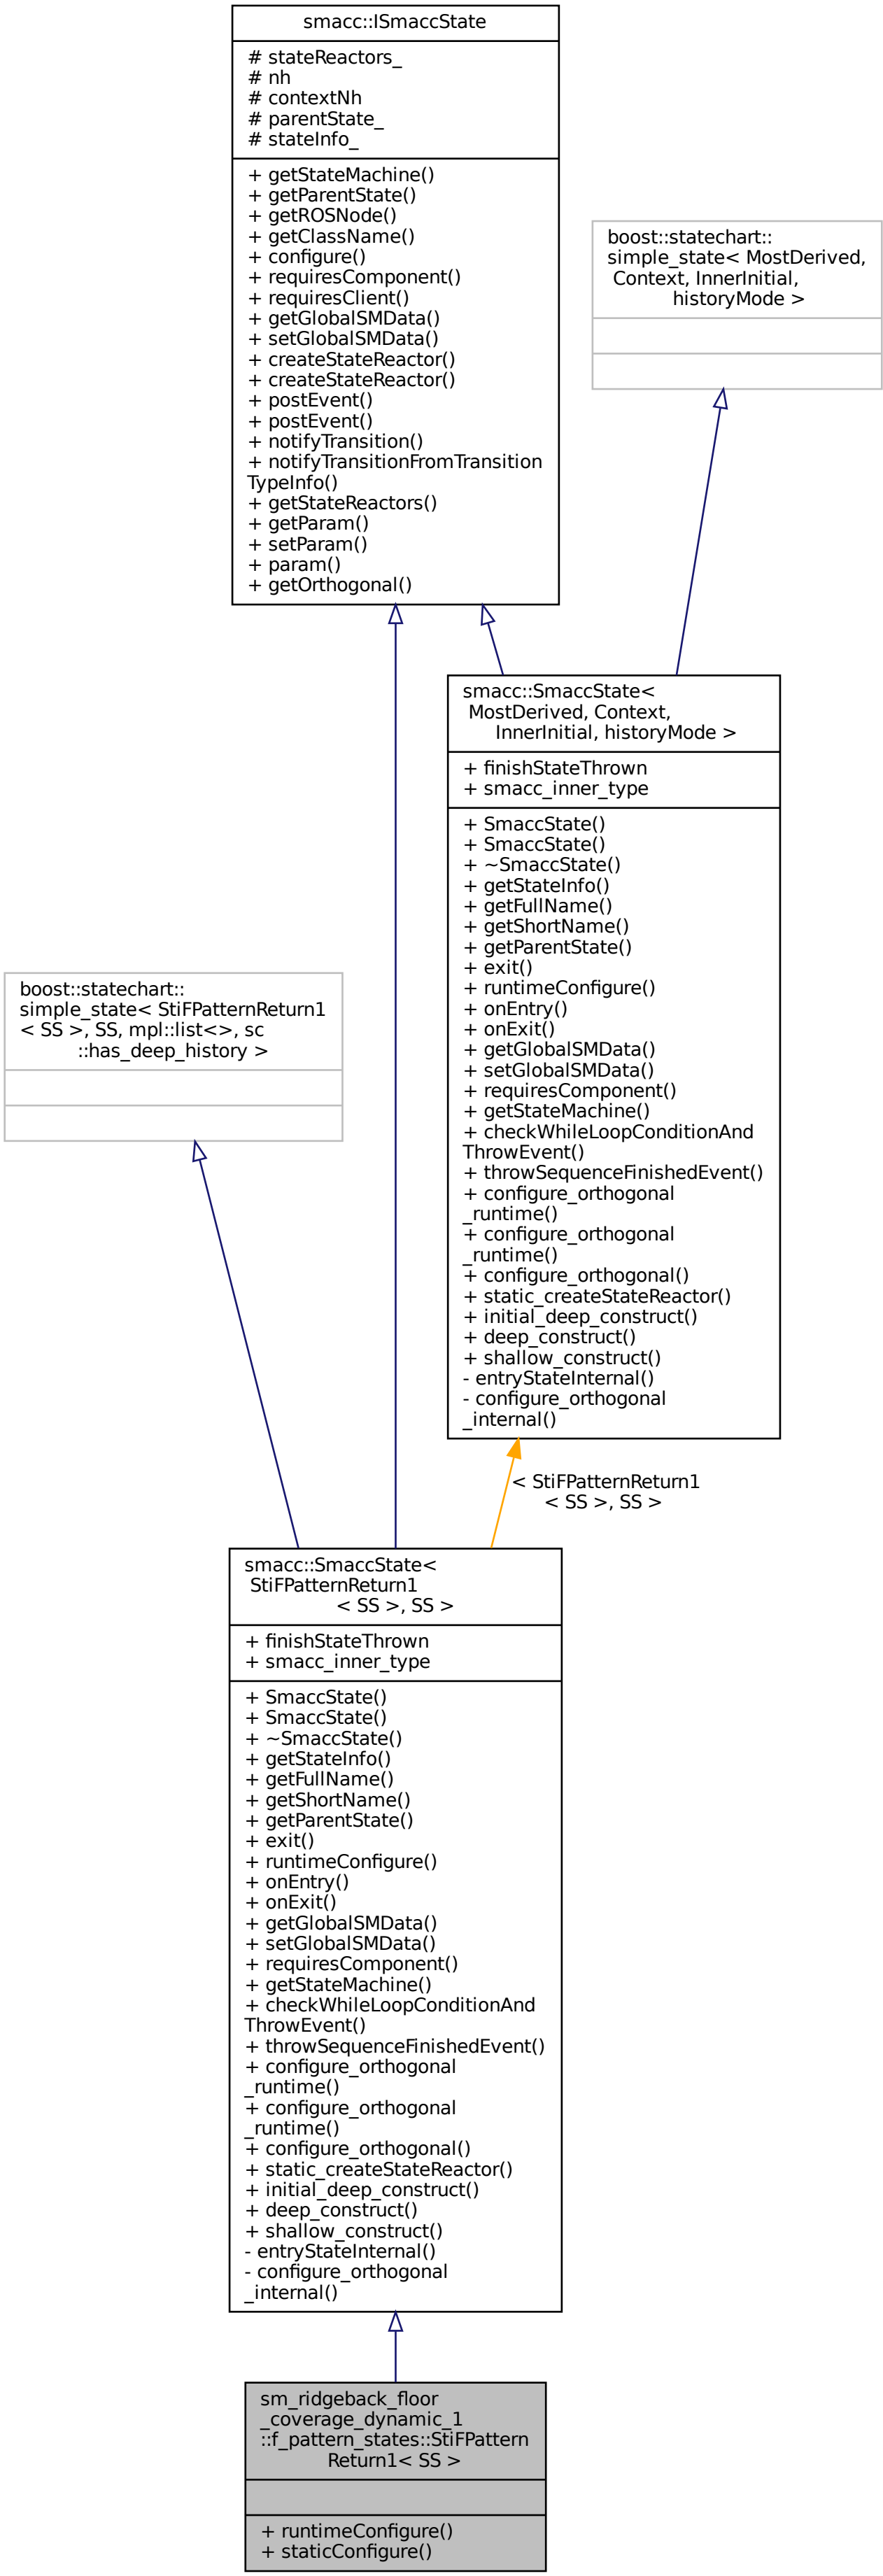 smacc::ISmaccState
# stateReactors_
# nh
# contextNh
# parentState_
# stateInfo_
+ getStateMachine()
+ getParentState()
+ getROSNode()
+ getClassName()
+ configure()
+ requiresComponent()
+ requiresClient()
+ getGlobalSMData()
+ setGlobalSMData()
+ createStateReactor()
+ createStateReactor()
+ postEvent()
+ postEvent()
+ notifyTransition()
+ notifyTransitionFromTransition
TypeInfo()
+ getStateReactors()
+ getParam()
+ setParam()
+ param()
+ getOrthogonal()
boost::statechart::
simple_state< MostDerived,
Context, InnerInitial,
historyMode >
smacc::SmaccState<
MostDerived, Context,
InnerInitial, historyMode >
+ finishStateThrown
+ smacc_inner_type
+ SmaccState()
+ SmaccState()
+ ~SmaccState()
+ getStateInfo()
+ getFullName()
+ getShortName()
+ getParentState()
+ exit()
+ runtimeConfigure()
+ onEntry()
+ onExit()
+ getGlobalSMData()
+ setGlobalSMData()
+ requiresComponent()
+ getStateMachine()
+ checkWhileLoopConditionAnd
ThrowEvent()
+ throwSequenceFinishedEvent()
+ configure_orthogonal
_runtime()
+ configure_orthogonal
_runtime()
+ configure_orthogonal()
+ static_createStateReactor()
+ initial_deep_construct()
+ deep_construct()
+ shallow_construct()
- entryStateInternal()
- configure_orthogonal
_internal()
boost::statechart::
simple_state< StiFPatternReturn1
< SS >, SS, mpl::list<>, sc
::has_deep_history >
< StiFPatternReturn1
< SS >, SS >
smacc::SmaccState<
StiFPatternReturn1
< SS >, SS >
+ finishStateThrown
+ smacc_inner_type
+ SmaccState()
+ SmaccState()
+ ~SmaccState()
+ getStateInfo()
+ getFullName()
+ getShortName()
+ getParentState()
+ exit()
+ runtimeConfigure()
+ onEntry()
+ onExit()
+ getGlobalSMData()
+ setGlobalSMData()
+ requiresComponent()
+ getStateMachine()
+ checkWhileLoopConditionAnd
ThrowEvent()
+ throwSequenceFinishedEvent()
+ configure_orthogonal
_runtime()
+ configure_orthogonal
_runtime()
+ configure_orthogonal()
+ static_createStateReactor()
+ initial_deep_construct()
+ deep_construct()
+ shallow_construct()
- entryStateInternal()
- configure_orthogonal
_internal()
sm_ridgeback_floor
_coverage_dynamic_1
::f_pattern_states::StiFPattern
Return1< SS >
+ runtimeConfigure()
+ staticConfigure()